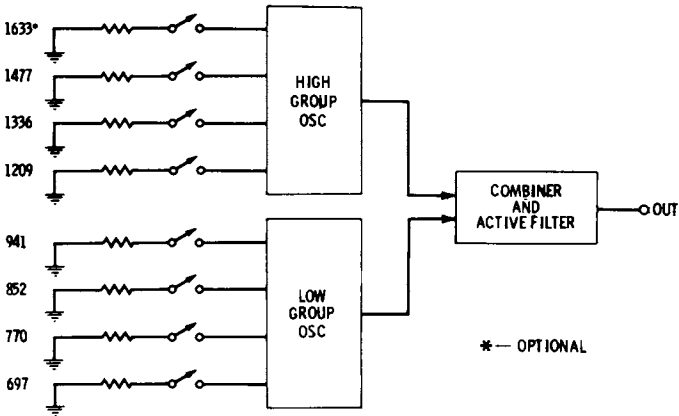 1633*
1477
1336
1209
HIGH
GROUP
OSC
941
852
770
697
LOW
GROUP
OSC
COMBINER
AND
ACTIVE FILTER
OUT
* — OPTIONAL